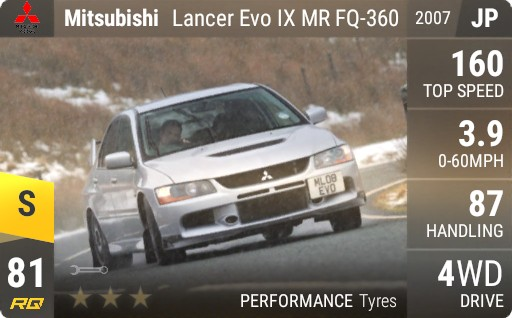 Mitsubishi Lancer Evo IX MR FQ-360 2007 JP
160
TOP SPEED
3.9
0-60MPH
87
HANDLING
4WD
DRIVE
S
81
RQ
ML08
EVO
PERFORMANCE Tyres